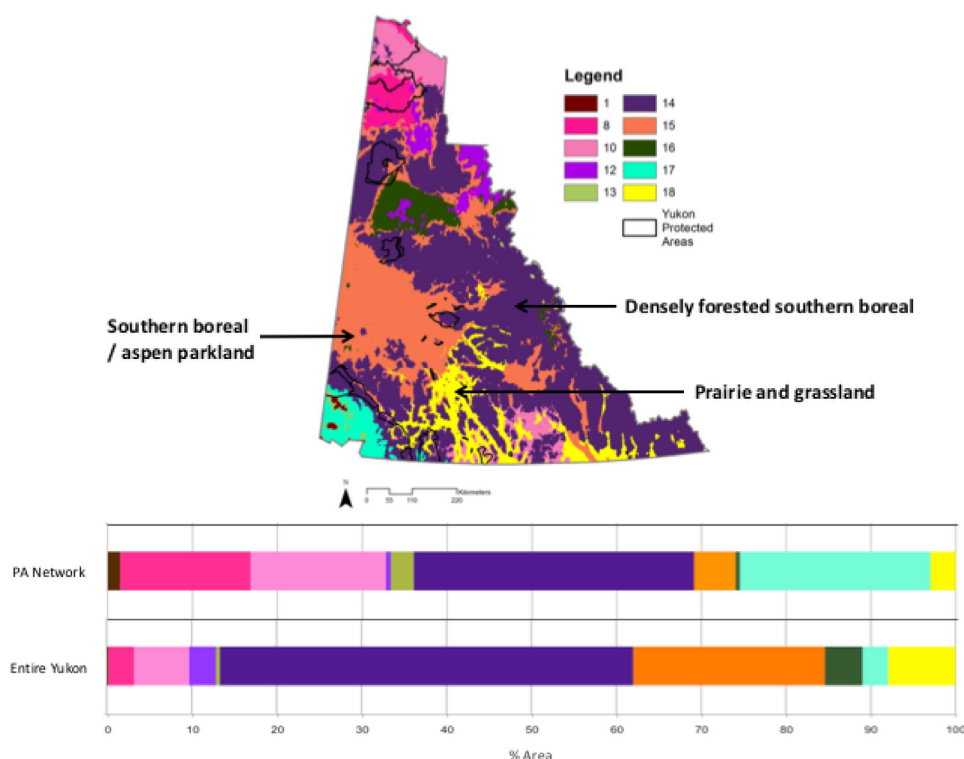 Legend
1 14
8 15
10 16
12 17
13 18
Yukon
Protected
Areas
Densely forested southern boreal
Southern boreal
/ aspen parkland
Prairie and grassland
N
0 55 110 220
Kilometers
PA Network
Entire Yukon
0 10 20 30 40 50 60 70 80 90 100
% Area